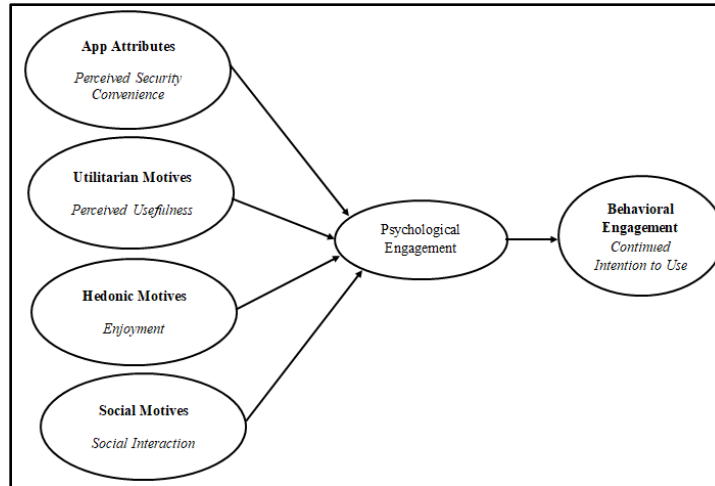 App Attributes
Perceived Security
Convenience
Utilitarian Motives
Perceived Usefulness
Hedonic Motives
Enjoyment
Social Motives
Social Interaction
Psychological
Engagement
Behavioral
Engagement
Continued
Intention to Use